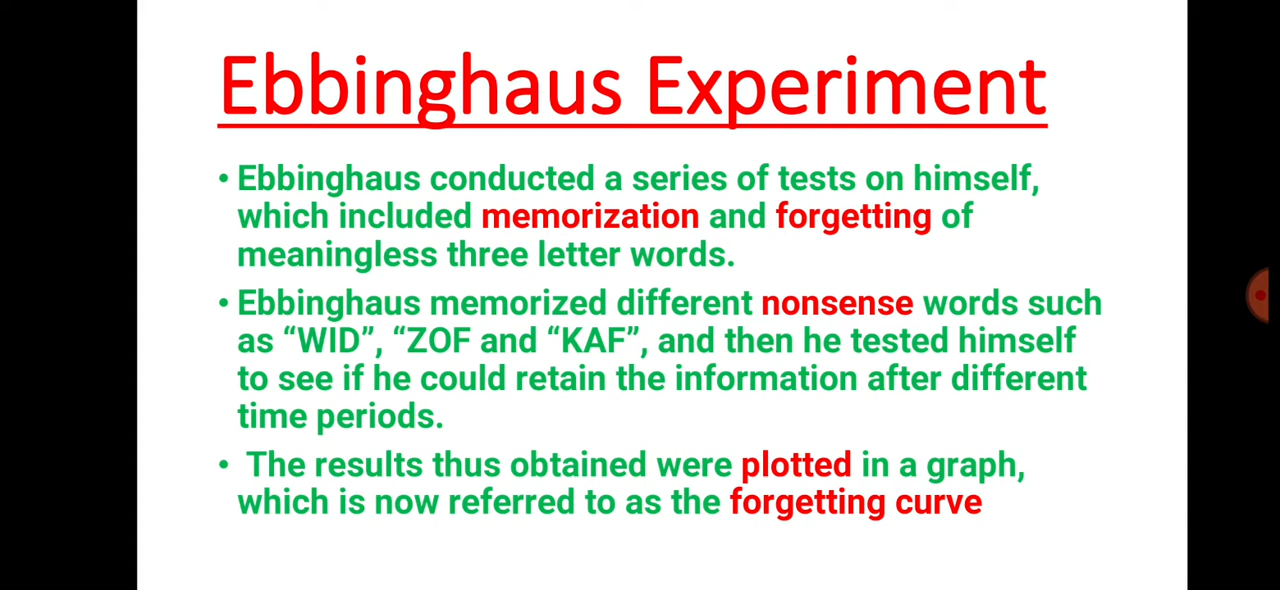 Ebbinghaus Experiment
• Ebbinghaus conducted a series of tests on himself,
which included memorization and forgetting of
meaningless three letter words.
• Ebbinghaus memorized different nonsense words such
as “WID”, “ZOF and “KAF”, and then he tested himself
to see if he could retain the information after different
time periods.
• The results thus obtained were plotted in a graph,
which is now referred to as the forgetting curve